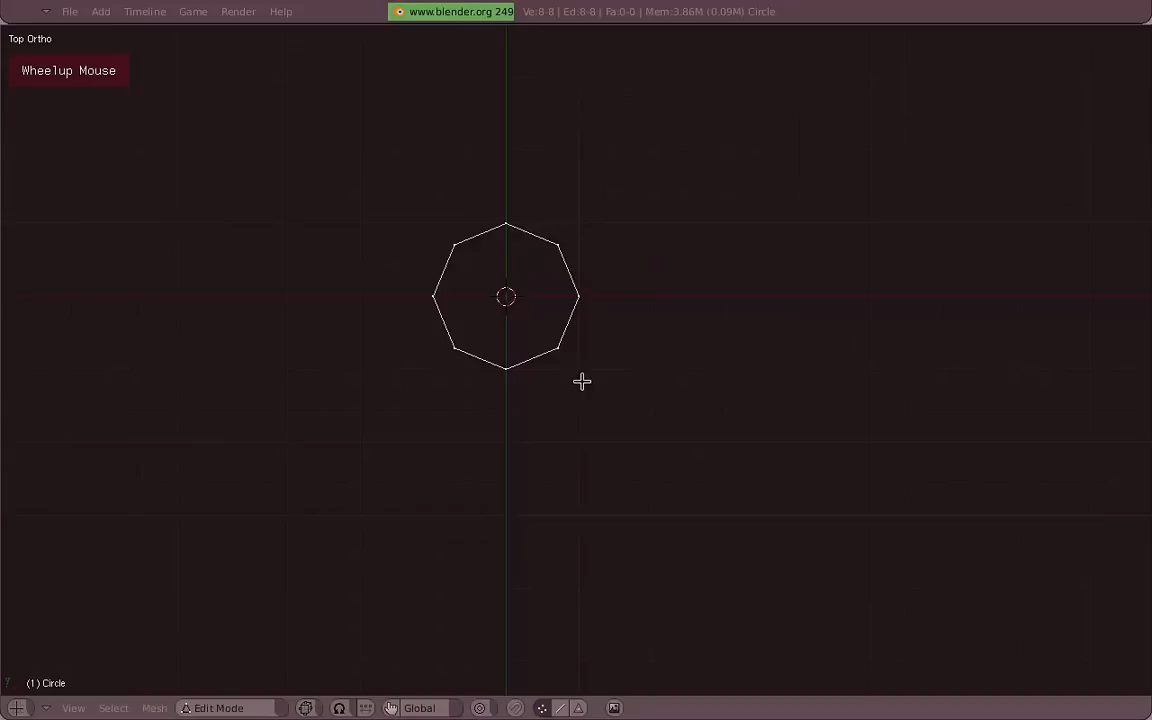 File Add Timeline Game Render Help www.blender.org 249 Ve:8-8 | Ed:8-8 | Fa:0-0 | Mem:3.86M (0.09M) Circle
Top Ortho
Wheelup Mouse
(1) Circle
View Select Mesh Edit Mode Global